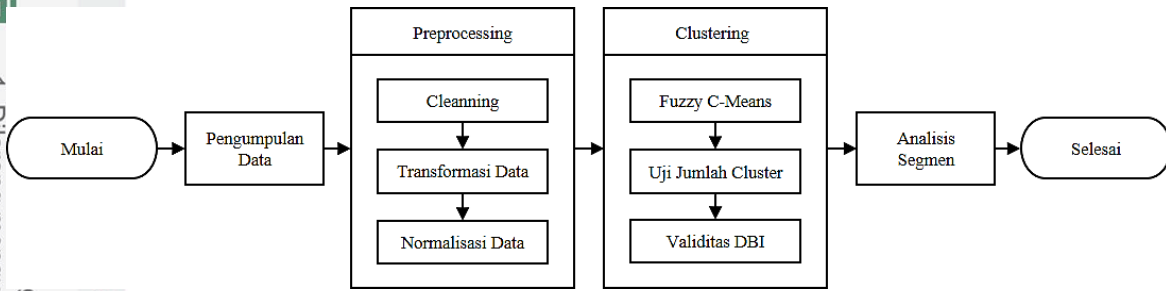 Mulai
Pengumpulan
Data
Preprocessing
Cleanning
Transformasi Data
Normalisasi Data
Clustering
Fuzzy C-Means
Uji Jumlah Cluster
Validitas DBI
Analisis
Segmen
Selesai